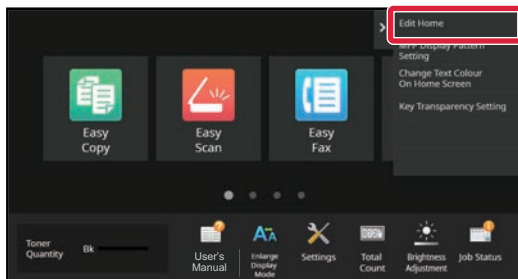 Edit Home
MFP Display Pattern
Setting
Change Text Colour
On Home Screen
Key Transparency Setting
Easy
Copy
Easy
Scan
Easy
Fax
Toner
Quantity
Bk
User's
Manual
Enlarge
Display
Mode
Settings
Total
Count
Brightness
Adjustment
Job Status